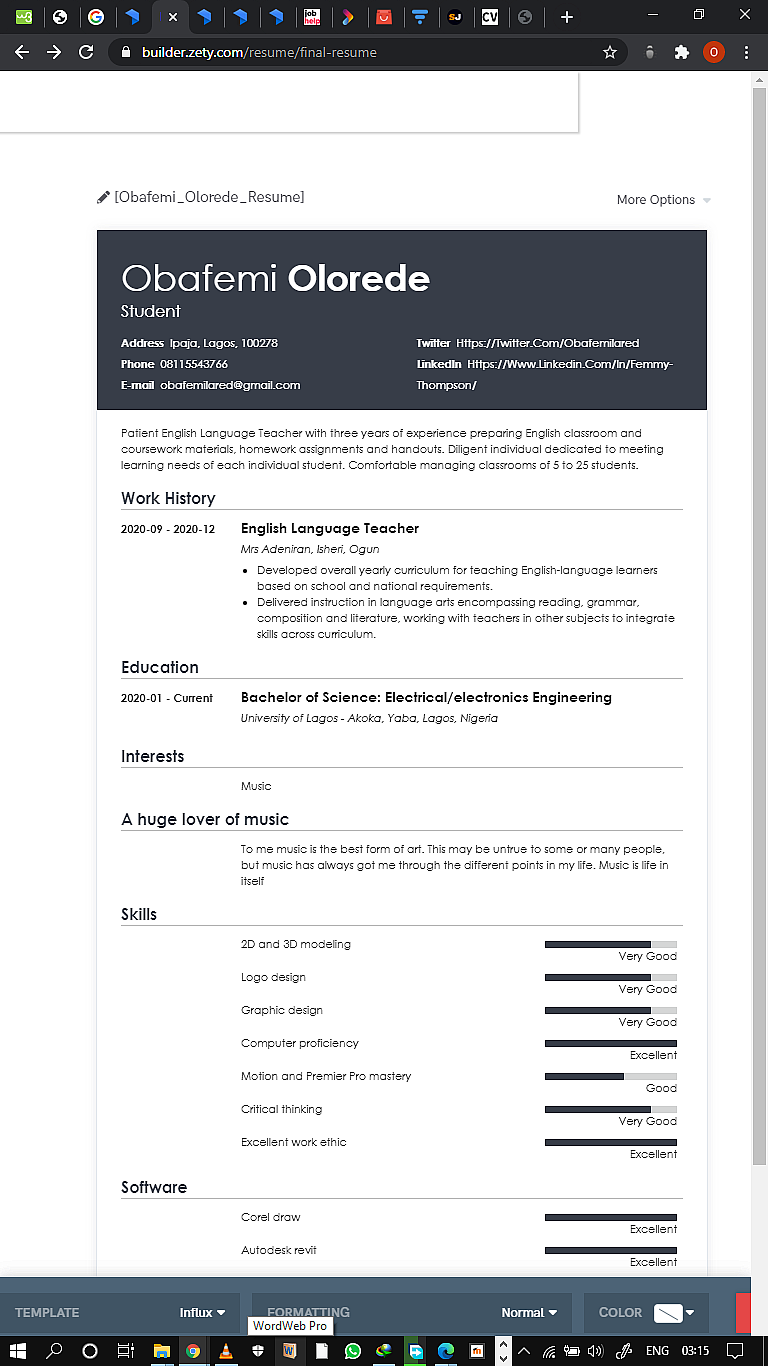 job
help
SJ
CV
builder.zety.com/resume/final-resume
O
[Obafemi_Olorede_Resume]
More Options
Obafemi Olorede
Student
Address Ipaja, Lagos, 100278
Phone 08115543766
E-mail obafemilared@gmail.com
Twitter Https://Twitter.Com/Obafemilared
LinkedIn Https://Www.Linkedin.Com/In/Femmy-
Thompson/
Patient English Language Teacher with three years of experience preparing English classroom and
coursework materials, homework assignments and handouts. Diligent individual dedicated to meeting
learning needs of each individual student. Comfortable managing classrooms of 5 to 25 students.
Work History
2020-09 - 2020-12
English Language Teacher
Mrs Adeniran, Isheri, Ogun
• Developed overall yearly curriculum for teaching English-language learners
based on school and national requirements.
• Delivered instruction in language arts encompassing reading, grammar,
composition and literature, working with teachers in other subjects to integrate
skills across curriculum.
Education
2020-01 - Current
Bachelor of Science: Electrical/electronics Engineering
University of Lagos - Akoka, Yaba, Lagos, Nigeria
Interests
Music
A huge lover of music
To me music is the best form of art. This may be untrue to some or many people,
but music has always got me through the different points in my life. Music is life in
itself
Skills
2D and 3D modeling
Very Good
Logo design
Very Good
Graphic design
Very Good
Computer proficiency
Excellent
Motion and Premier Pro mastery
Good
Critical thinking
Very Good
Excellent work ethic
Excellent
Software
Corel draw
Excellent
Autodesk revit
Excellent
TEMPLATE
Influx
FORMATTING
Normal
COLOR
WordWeb Pro
ENG
03:15